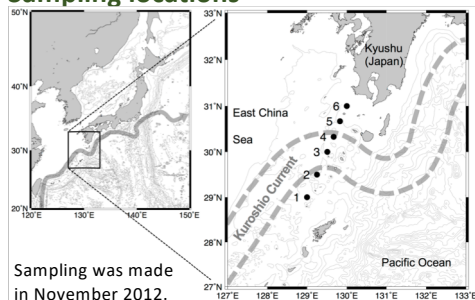 Sampling locations
50˚N
40˚N
30˚N
20˚N
120˚E
130˚E
140˚E
150˚E
33˚N
32˚N
31˚N
30˚N
29˚N
28˚N
27˚N
127˚E
128˚E
129˚E
130˚E
131˚E
132˚E
133˚E
Kyushu
(Japan)
East China
Sea
6
5
4
3
2
1
Kuroshio Current
Pacific Ocean
Sampling was made
in November 2012.